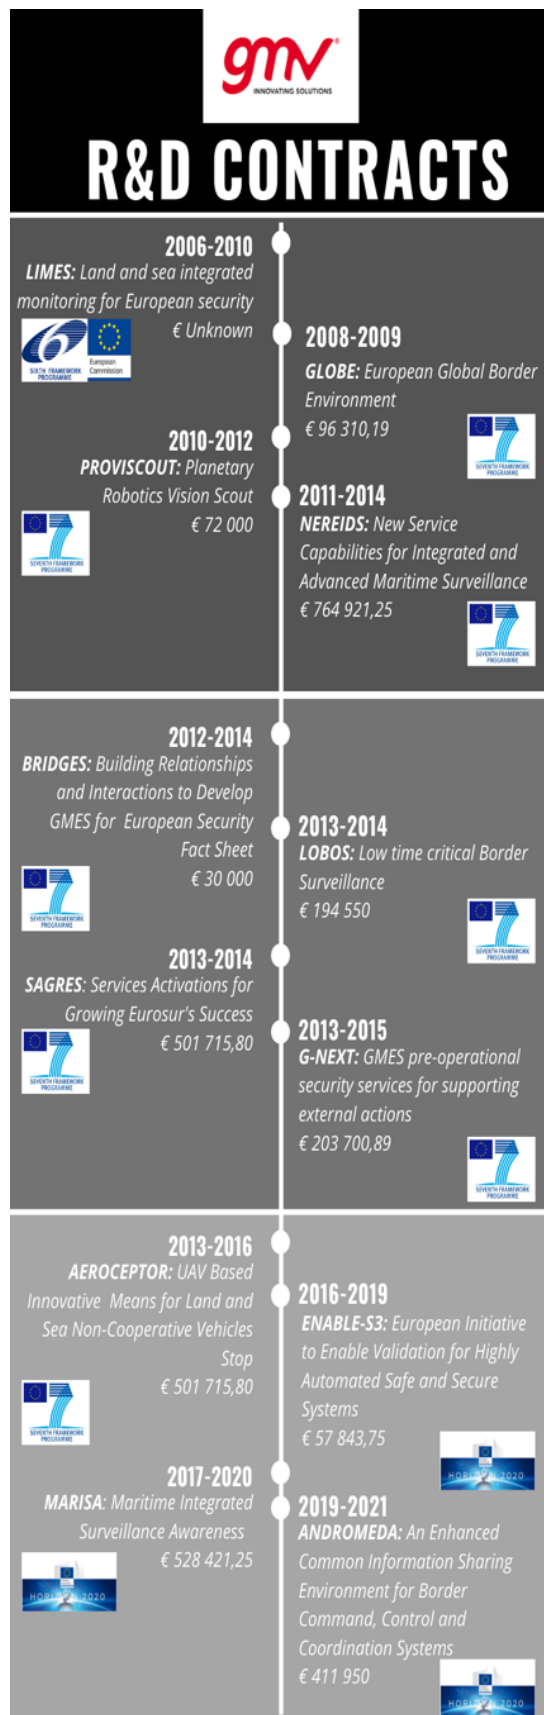 gmv
INNOVATING SOLUTIONS
R&D CONTRACTS
2006-2010
LIMES: Land and sea integrated
monitoring for European security
€ Unknown
SIXTH FRAMEWORK
PROGRAMME
European
Commission
2008-2009
GLOBE: European Global Border
Environment
€ 96 310,19
SEVENTH FRAMEWORK
PROGRAMME
2010-2012
PROVISCOUT: Planetary
Robotics Vision Scout
€ 72 000
SEVENTH FRAMEWORK
PROGRAMME
2011-2014
NEREIDS: New Service
Capabilities for Integrated and
Advanced Maritime Surveillance
€ 764 921,25
SEVENTH FRAMEWORK
PROGRAMME
2012-2014
BRIDGES: Building Relationships
and Interactions to Develop
GMES for European Security
Fact Sheet
€ 30 000
SEVENTH FRAMEWORK
PROGRAMME
2013-2014
LOBOS: Low time critical Border
Surveillance
€ 194 550
SEVENTH FRAMEWORK
PROGRAMME
2013-2014
SAGRES: Services Activations for
Growing Eurosur's Success
€ 501 715,80
SEVENTH FRAMEWORK
PROGRAMME
2013-2015
G-NEXT: GMES pre-operational
security services for supporting
external actions
€ 203 700,89
SEVENTH FRAMEWORK
PROGRAMME
2013-2016
AEROCEPTOR: UAV Based
Innovative Means for Land and
Sea Non-Cooperative Vehicles
Stop
€ 501 715,80
SEVENTH FRAMEWORK
PROGRAMME
2016-2019
ENABLE-S3: European Initiative
to Enable Validation for Highly
Automated Safe and Secure
Systems
€ 57 843,75
HORIZON 2020
2017-2020
MARISA: Maritime Integrated
Surveillance Awareness
€ 528 421,25
HORIZON 2020
2019-2021
ANDROMEDA: An Enhanced
Common Information Sharing
Environment for Border
Command, Control and
Coordination Systems
€ 411 950
HORIZON 2020